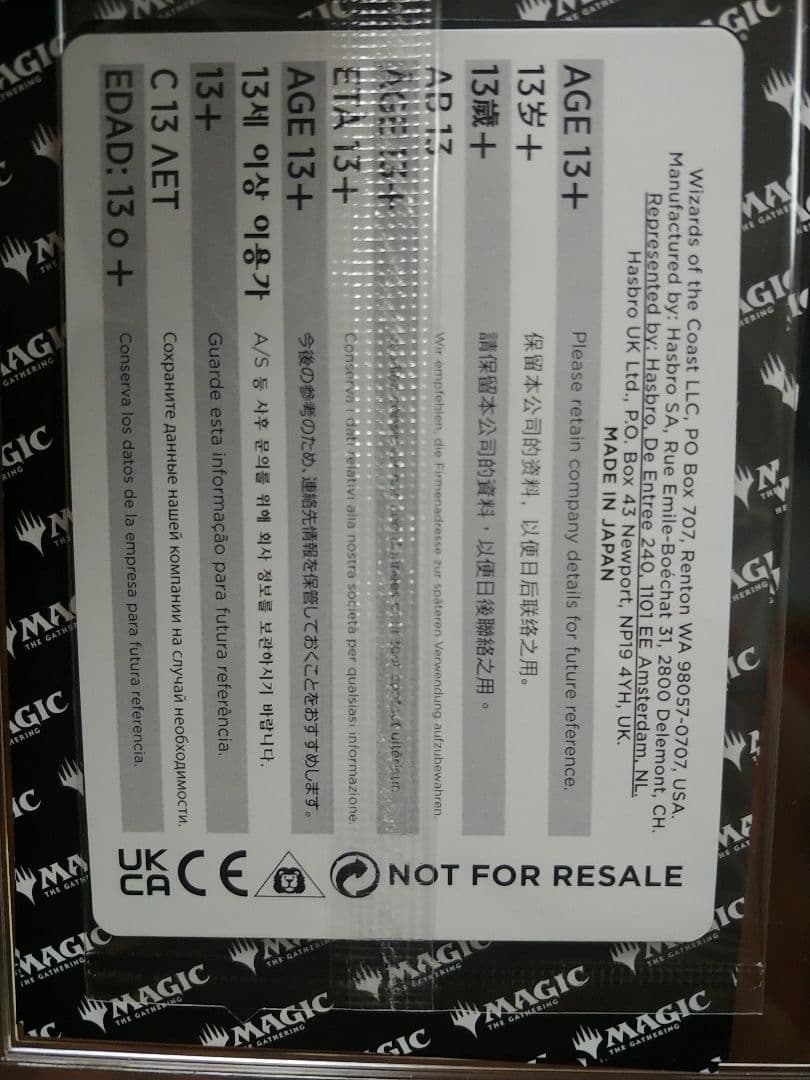 Wizards of the Coast LLC, PO Box 707, Renton WA 98057-0707, USA.
Manufactured by: Hasbro SA, Rue Emile-Boéchat 31, 2800 Delemont, CH.
Represented by: Hasbro, De Entree 240, 1101 EE Amsterdam, NL.
Hasbro UK Ltd., P.O. Box 43 Newport, NP19 4YH, UK.
MADE IN JAPAN
AGE 13+ Please retain company details for future reference.
13岁+ 保留本公司的资料，以便日后联络之用。
13歲+ 請保留本公司的資料，以便日後聯絡之用。
AB 13 Wir empfehlen, die Firmenadresse zur späteren Verwendung aufzubewahren.
AGE 13+ ultérieur.
ETÀ 13+ Conserva i dati relativi alla nostra società per qualsiasi informazione.
AGE 13+ 今後の参考のため、連絡先情報を保管しておくことをおすすめします。
13세 이상 이용가 A/S 등 사후 문의를 위해 회사 정보를 보관하시기 바랍니다.
13+ Guarde esta informação para futura referência.
С 13 ЛЕТ Сохраните данные нашей компании на случай необходимости.
EDAD: 13 o + Conserva los datos de la empresa para futura referencia.
UK CA CE NOT FOR RESALE
MAGIC
THE GATHERING